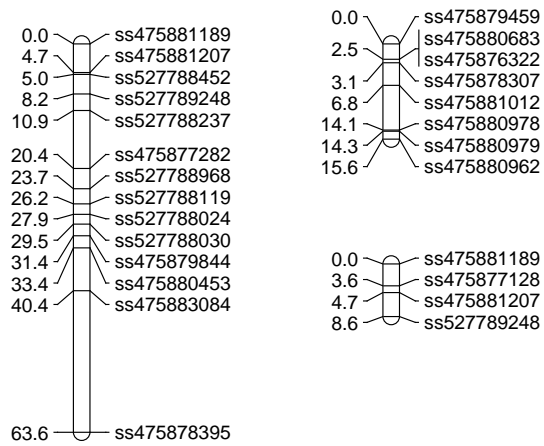 0.0 ss475881189
4.7 ss475881207
5.0 ss527788452
8.2 ss527789248
10.9 ss527788237
20.4 ss475877282
23.7 ss527788968
26.2 ss527788119
27.9 ss527788024
29.5 ss527788030
31.4 ss475879844
33.4 ss475880453
40.4 ss475883084
63.6 ss475878395
0.0 ss475879459
ss475880683
2.5 ss475876322
3.1 ss475878307
6.8 ss475881012
14.1 ss475880978
14.3 ss475880979
15.6 ss475880962
0.0 ss475881189
3.6 ss475877128
4.7 ss475881207
8.6 ss527789248